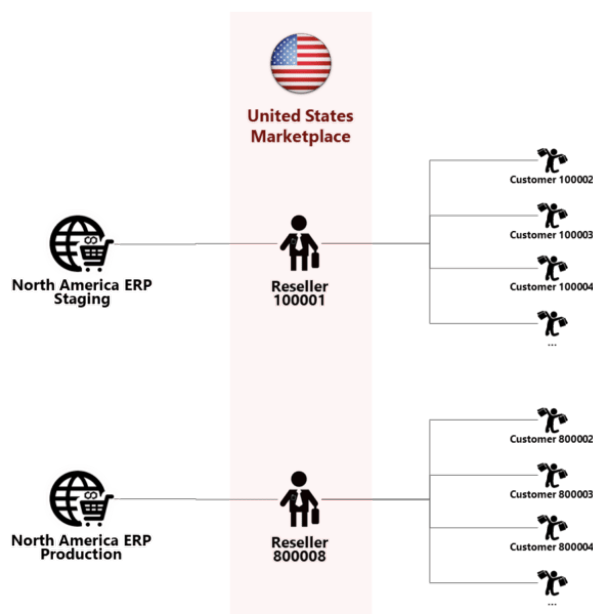 United States
Marketplace
Customer 100002
Customer 100003
North America ERP
Staging
Reseller
100001
Customer 100004
...
Customer 800002
Customer 800003
North America ERP
Production
Reseller
800008
Customer 800004
...